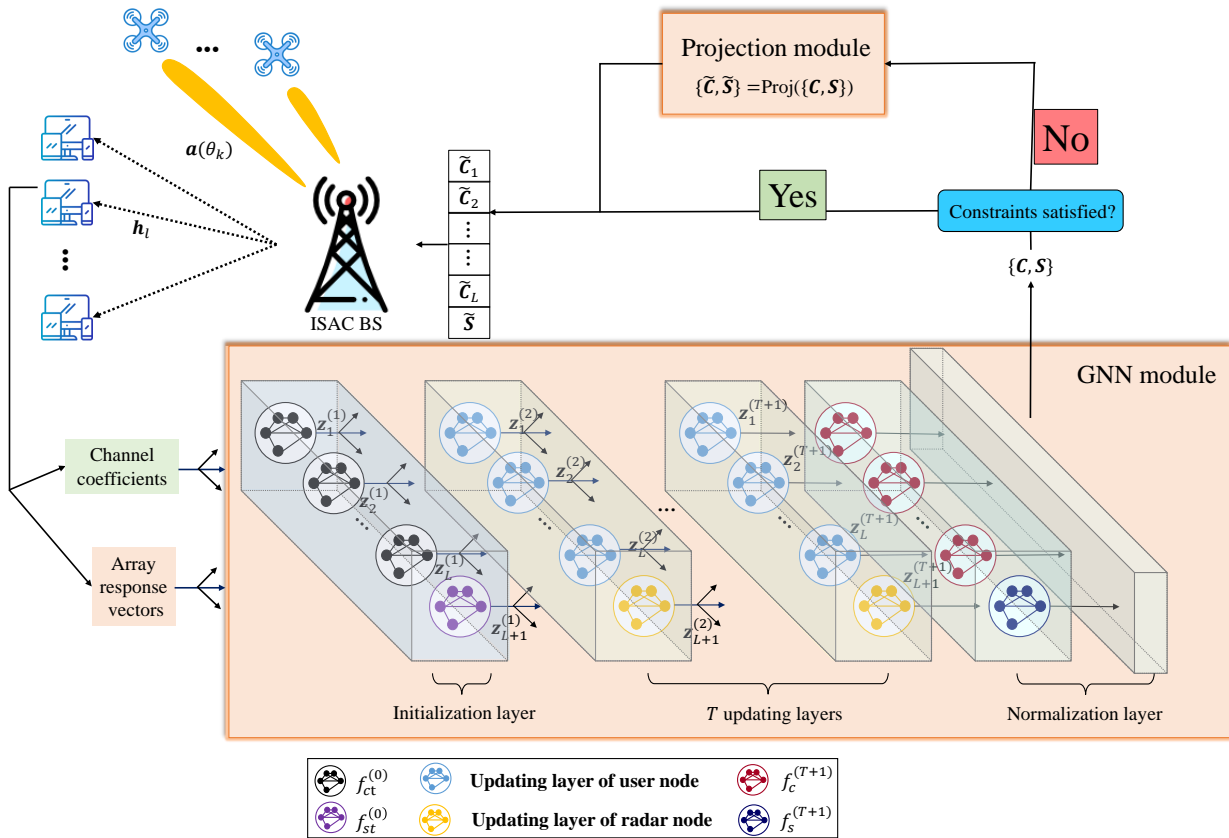 Projection module
{C̃, S̃} =Proj({C, S})
...
a(θ_k)
No
C̃_1
C̃_2
⋮
⋮
C̃_L
S̃
Yes
Constraints satisfied?
h_l
⋮
{C, S}
ISAC BS
GNN module
z_1^(1)
z_1^(2)
z_1^(T+1)
z_2^(1)
z_2^(2)
z_2^(T+1)
Channel
coefficients
...
z_L^(1)
z_L^(2)
z_L^(T+1)
Array
response
vectors
z_{L+1}^(1)
z_{L+1}^(2)
z_{L+1}^(T+1)
Initialization layer
T updating layers
Normalization layer
f_ct^(0)
Updating layer of user node
f_c^(T+1)
f_st^(0)
Updating layer of radar node
f_s^(T+1)